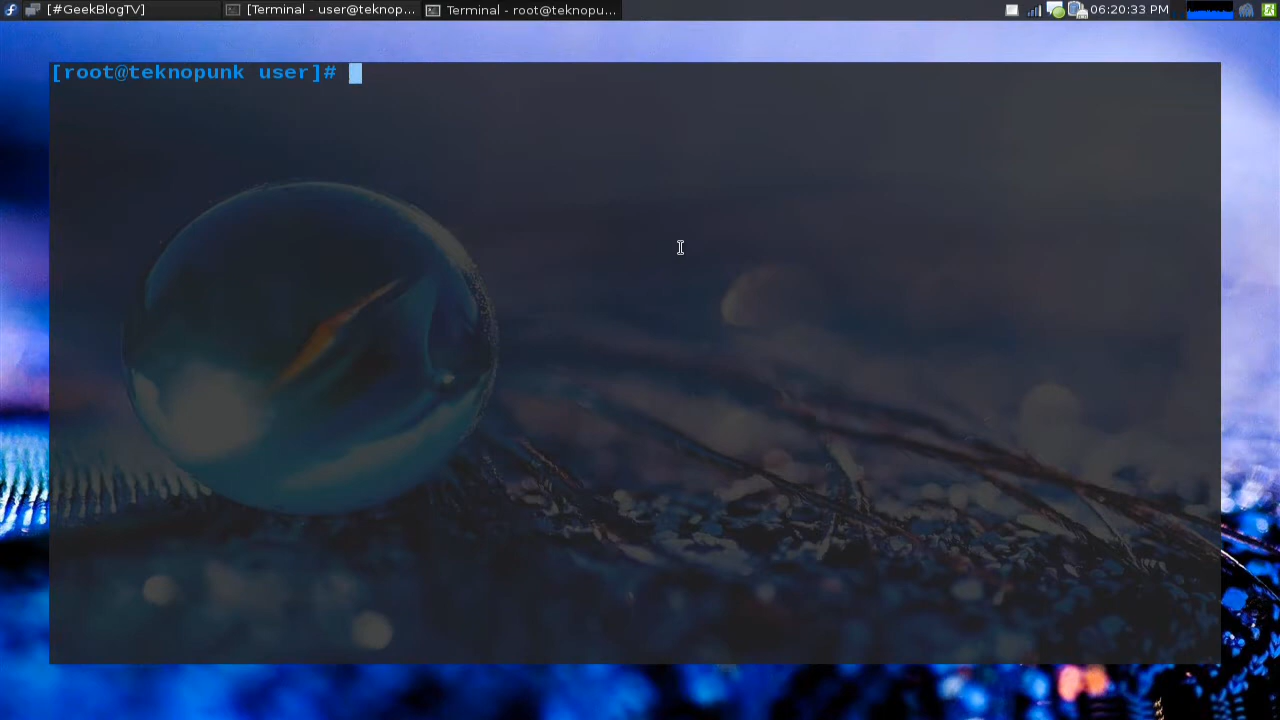 [#GeekBlogTV]
[Terminal - user@teknop...
Terminal - root@teknopu...
06:20:33 PM
[root@teknopunk user]#